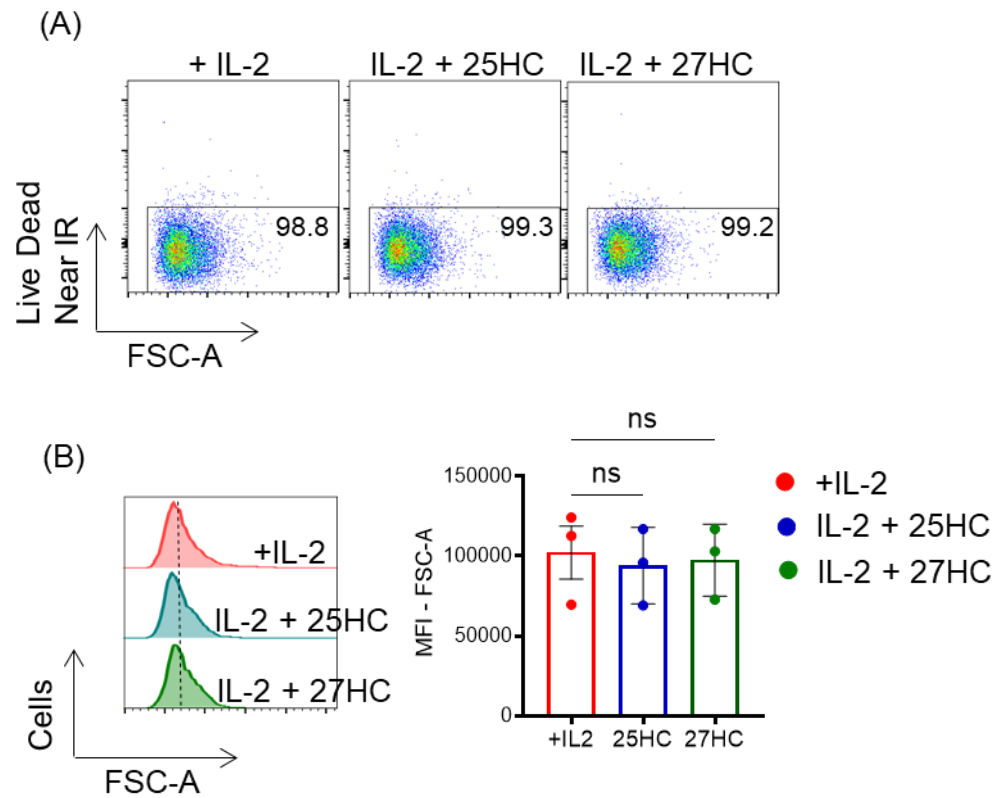 (A)
+ IL-2
IL-2 + 25HC
IL-2 + 27HC
98.8
99.3
99.2
Live Dead
Near IR
FSC-A
(B)
+IL-2
IL-2 + 25HC
IL-2 + 27HC
Cells
FSC-A
ns
ns
150000
100000
50000
0
MFI - FSC-A
+IL2
25HC
27HC
+IL-2
IL-2 + 25HC
IL-2 + 27HC